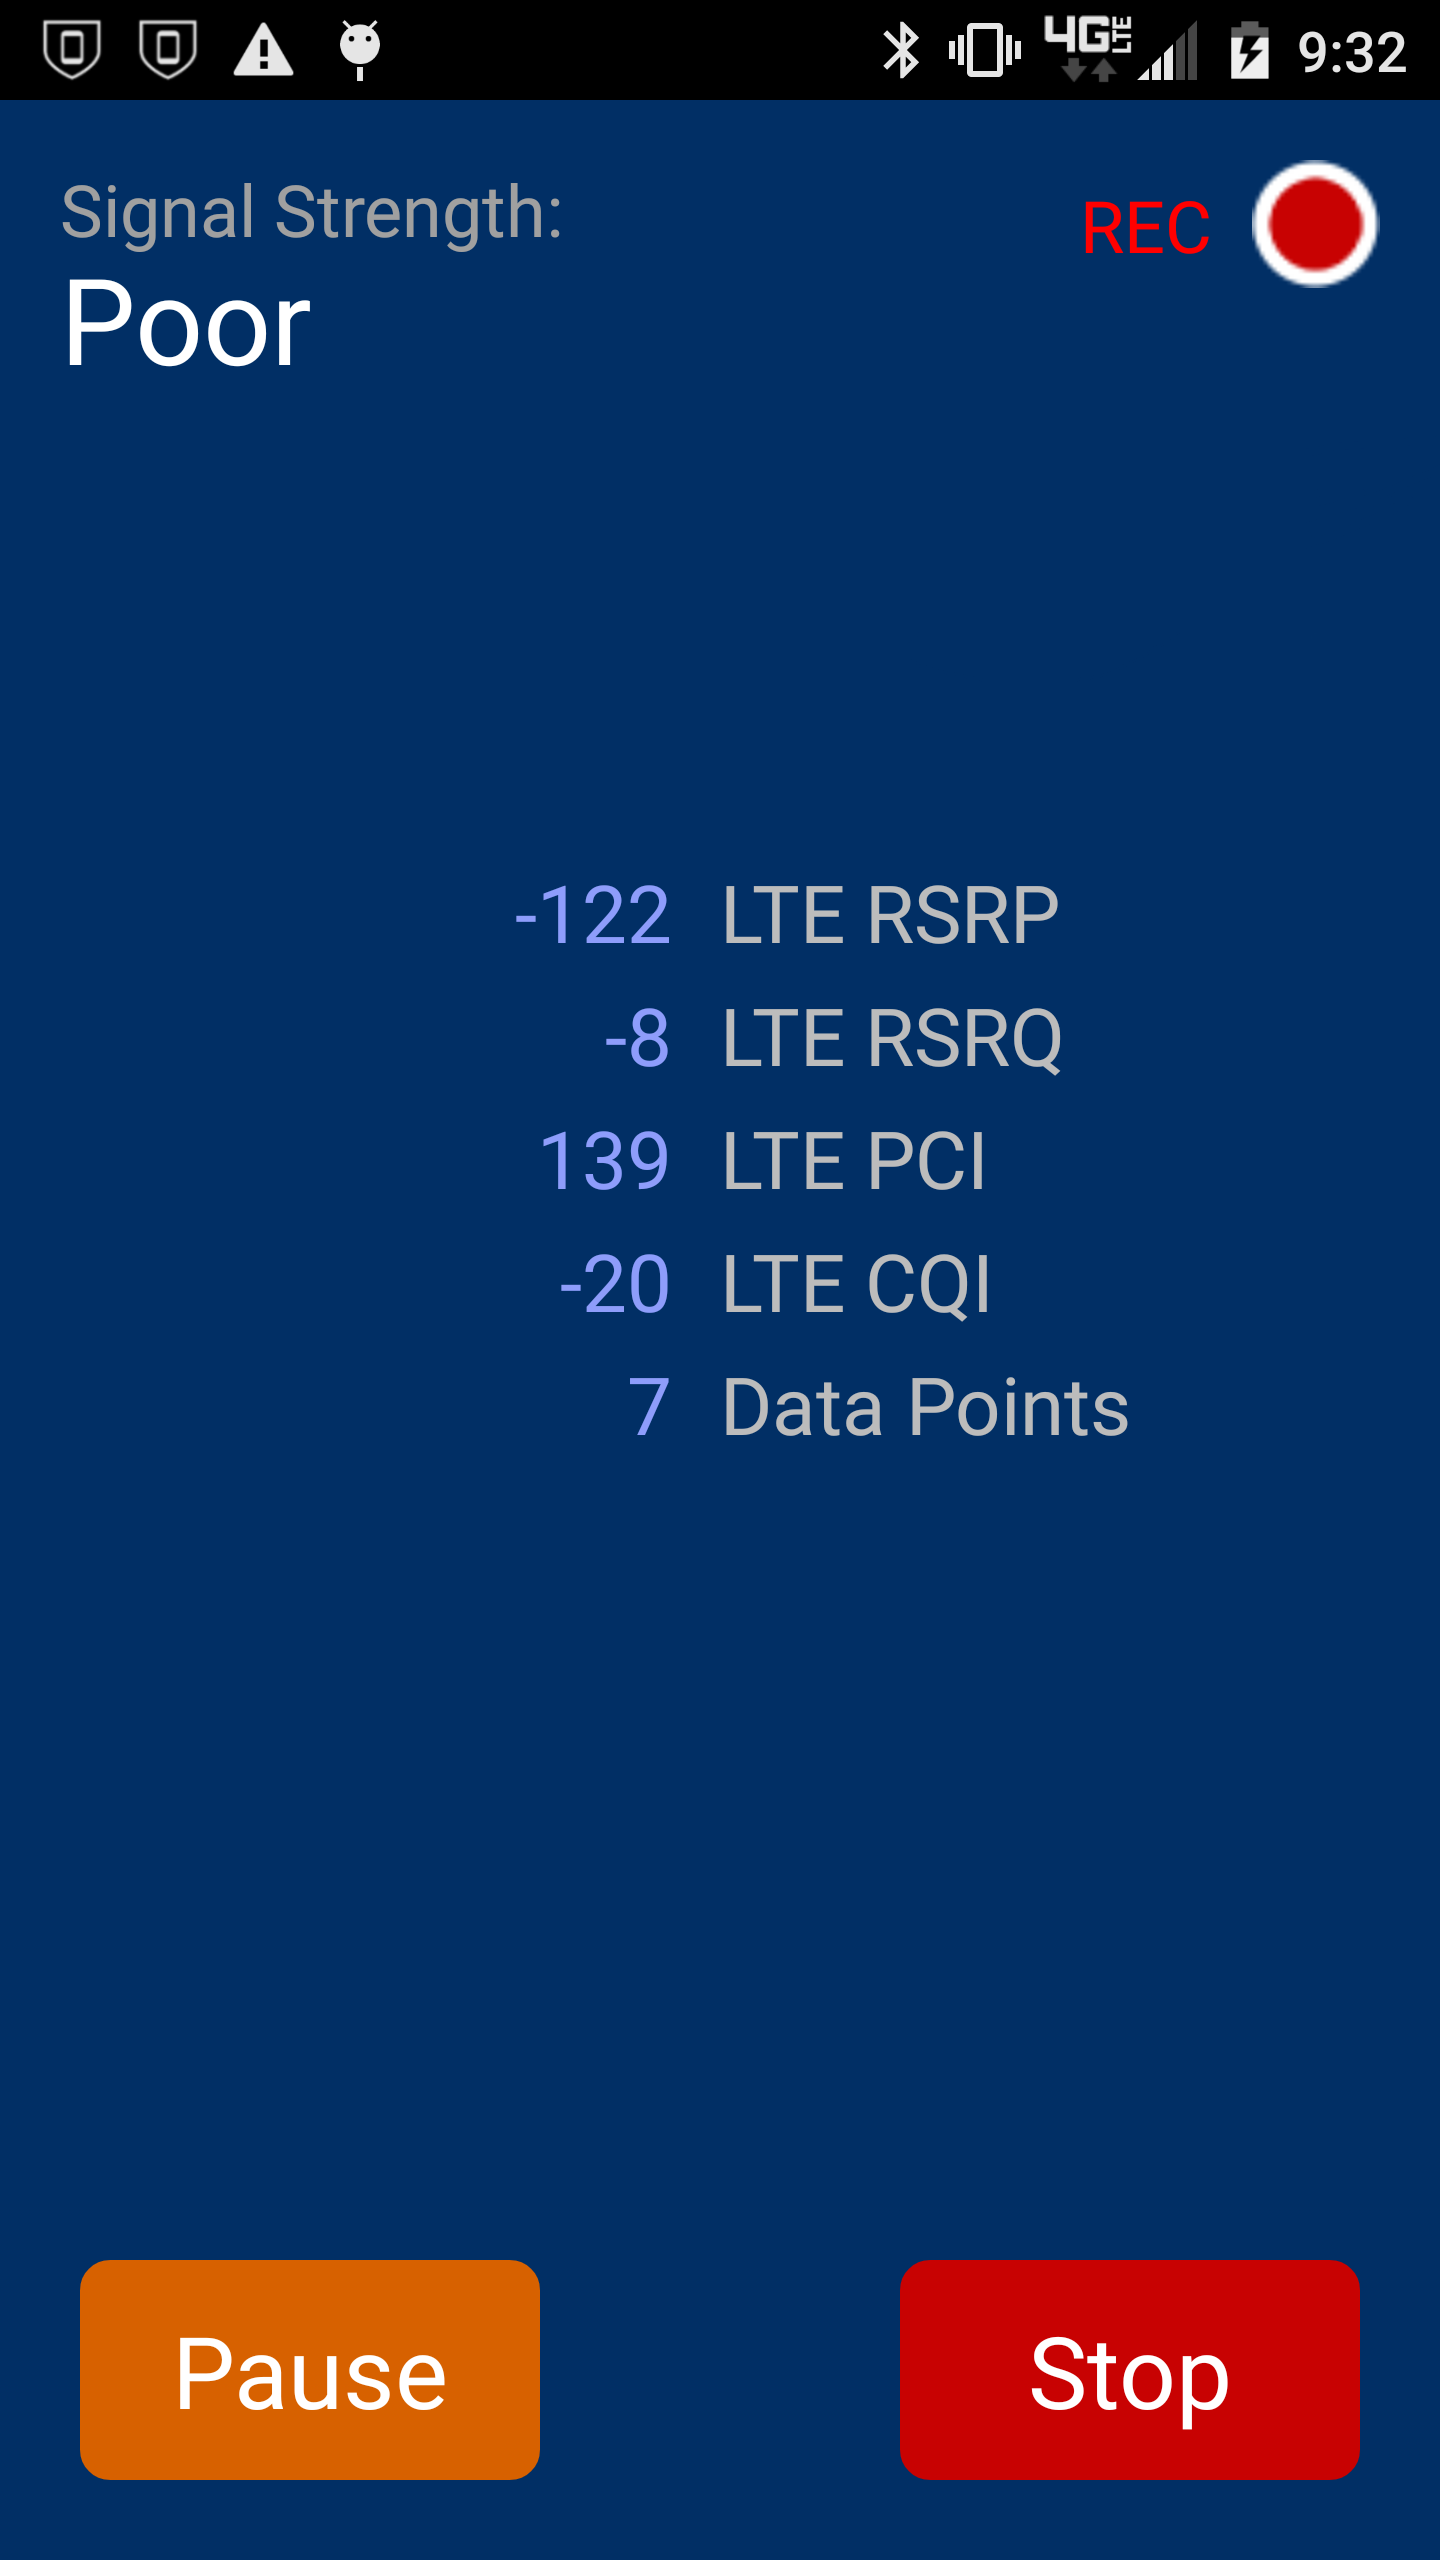 4G LTE 9:32
Signal Strength:
REC
Poor
-122 LTE RSRP
-8 LTE RSRQ
139 LTE PCI
-20 LTE CQI
7 Data Points
Pause Stop